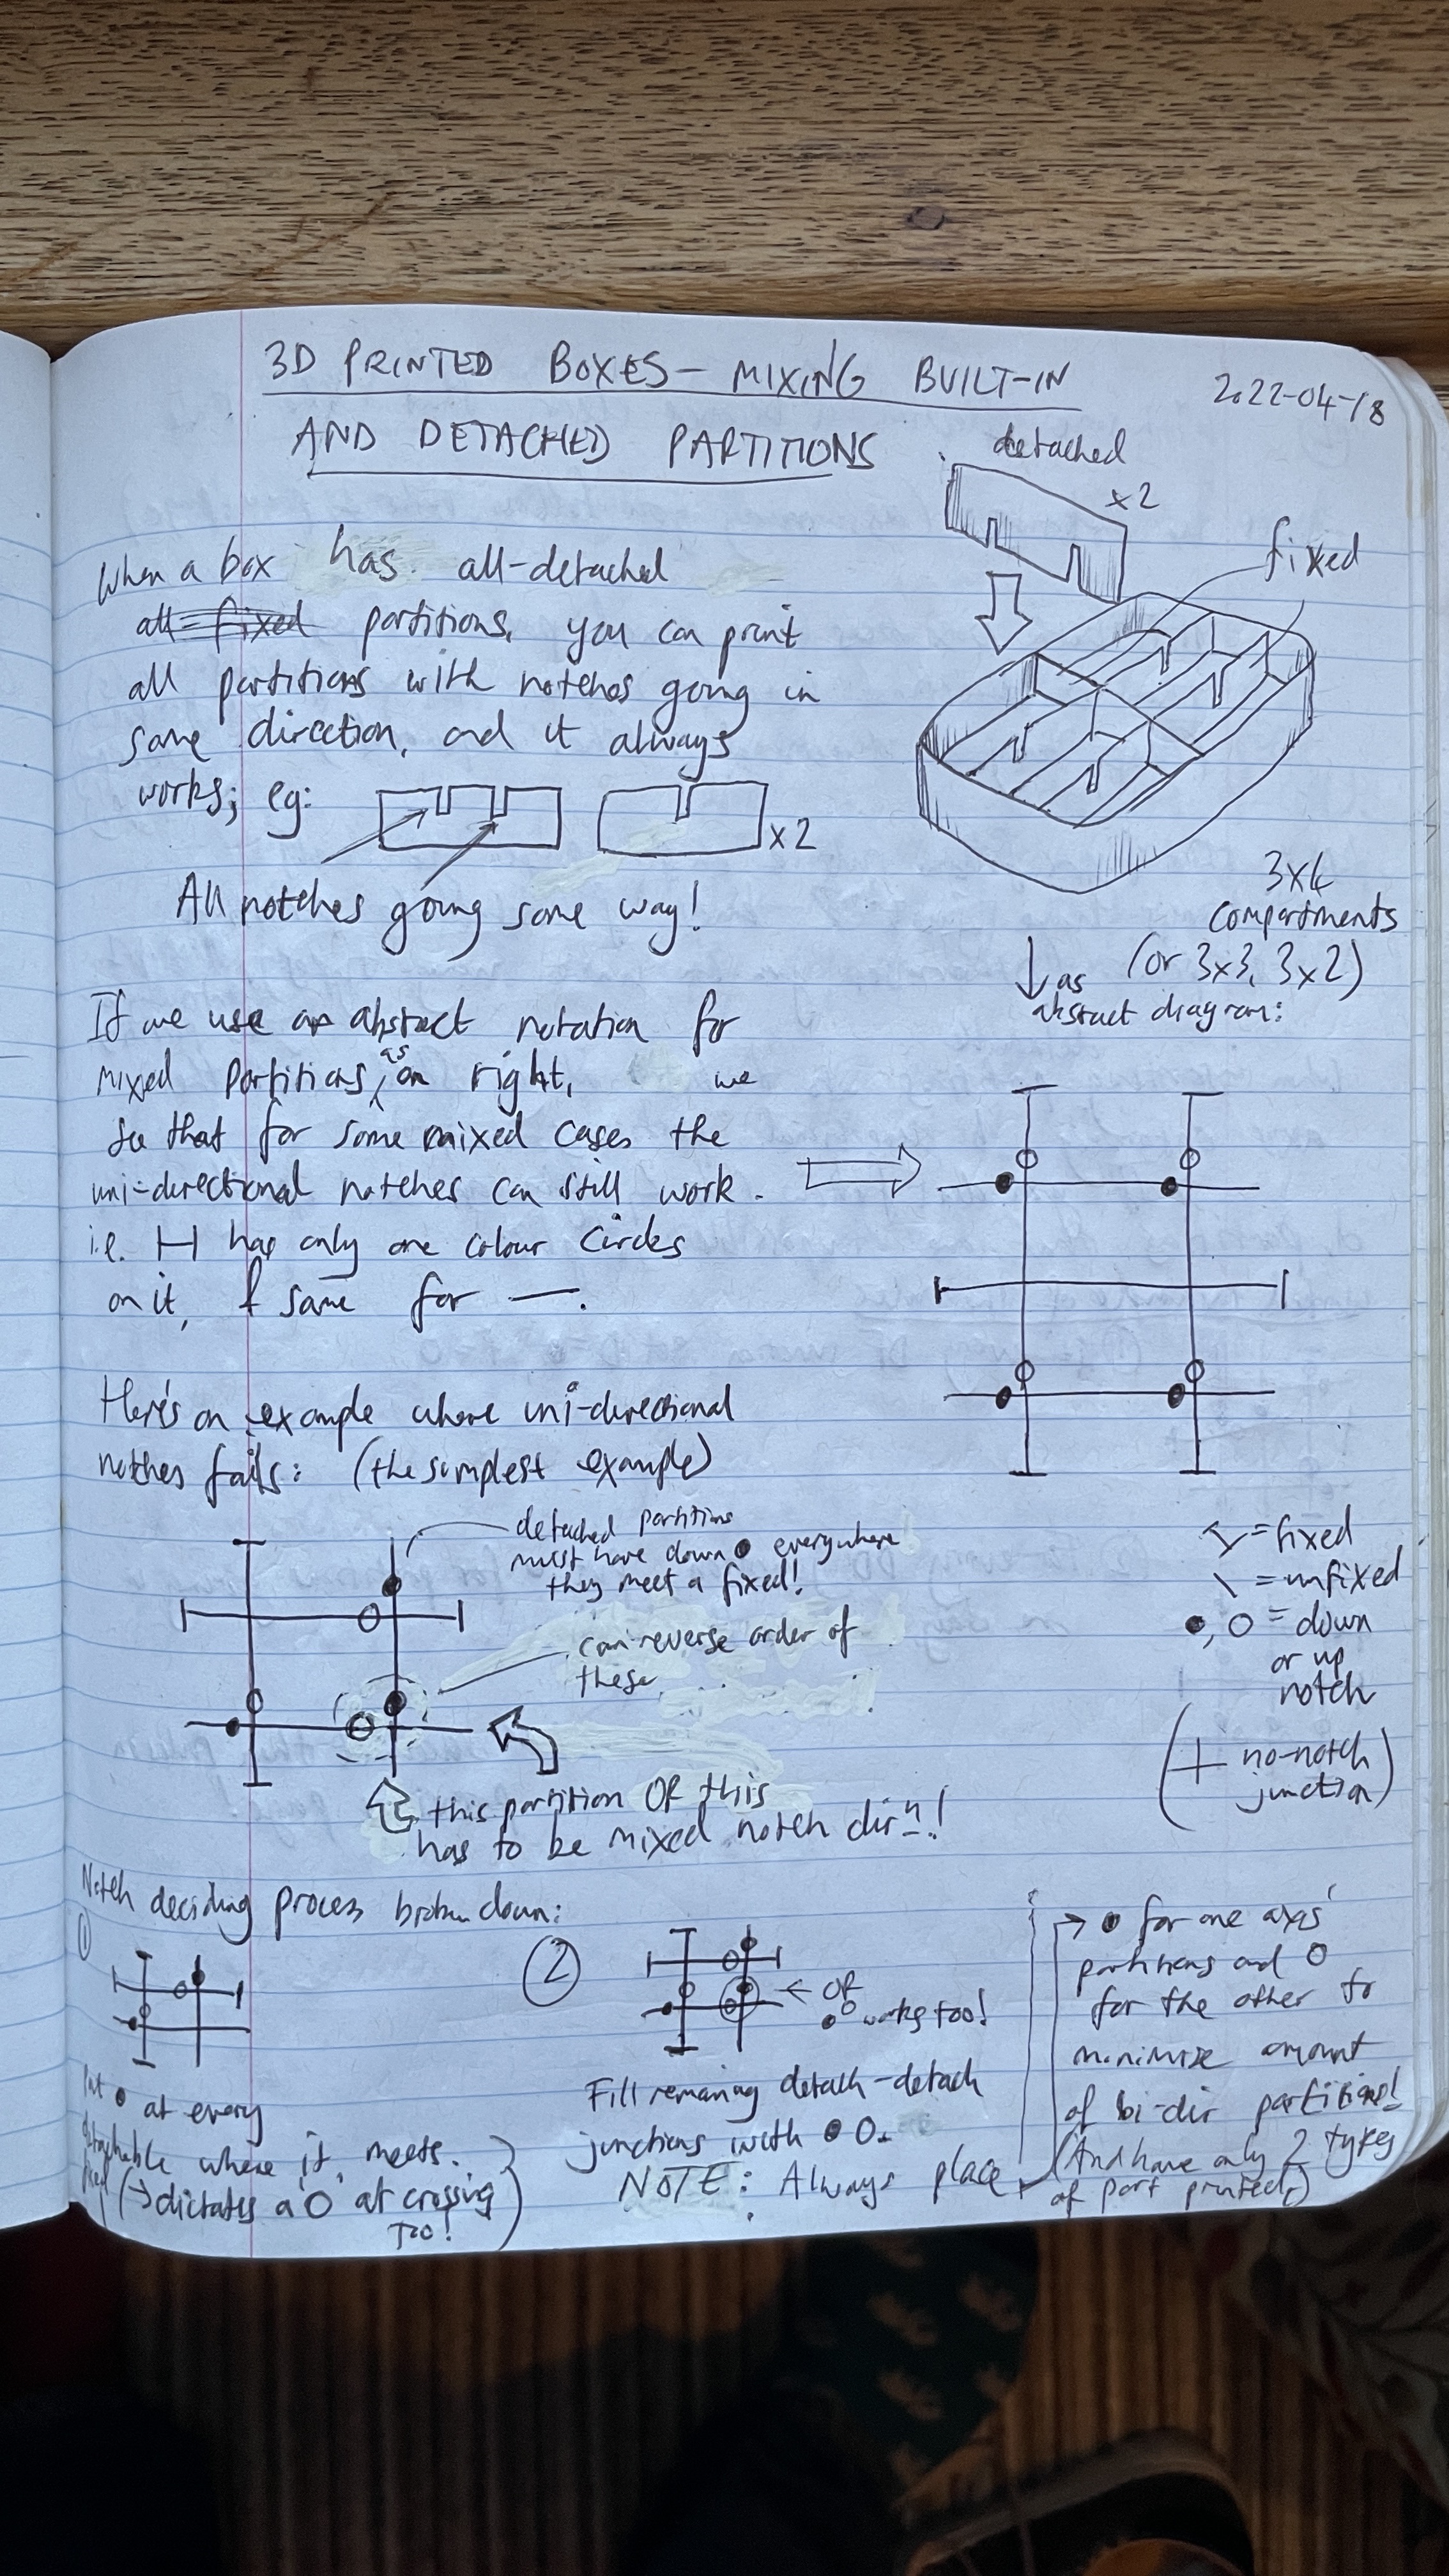 3D PRINTED BOXES – MIXING BUILT-IN
AND DETACHED PARTITIONS
2022-04-18
detached
x2
fixed
When a box has all-detached
all-fixed partitions, you can print
all partitions with notches going in
same direction, and it always
works; eg:
x2
All notches going same way!
3x4
compartments
(or 3x3, 3x2)
↓ as
abstract diagram:
If we use an abstract notation for
mixed partitions, as on right, we
see that for some mixed cases the
uni-directional notches can still work.
i.e. H has only one colour circles
on it, & same for —.
Here's an example where uni-directional
notches fails: (the simplest example)
detached partitions
must have down ● everywhere
they meet a fixed!
can reverse order of
these
this partition OR this
has to be mixed notch dirⁿ!
I = fixed
\ = unfixed
●, O = down
or up
notch
(+ no-notch
junction)
Notch deciding process broken down:
①
Put ● at every
detachable where it meets
fixed (→ dictates a O at crossing
too!)
②
← OR
●O works too!
Fill remaining detach-detach
junctions with ● O.
NOTE: Always place
→ ● for one axis'
partitions and O
for the other to
minimize amount
of bi-dir partitions!
(And have only 2 types
of part printed)